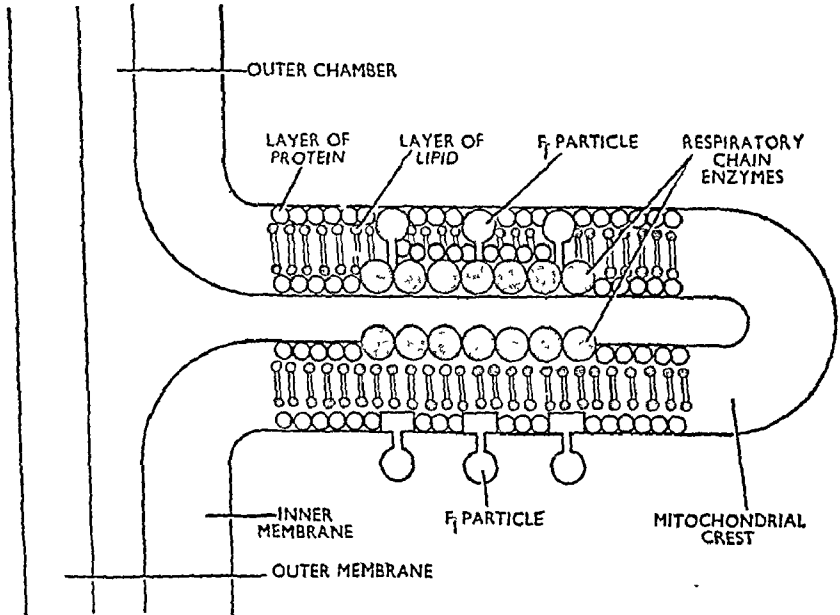 OUTER CHAMBER
LAYER OF
PROTEIN
LAYER OF
LIPID
F₁ PARTICLE
RESPIRATORY
CHAIN
ENZYMES
INNER
MEMBRANE
F₁ PARTICLE
MITOCHONDRIAL
CREST
OUTER MEMBRANE